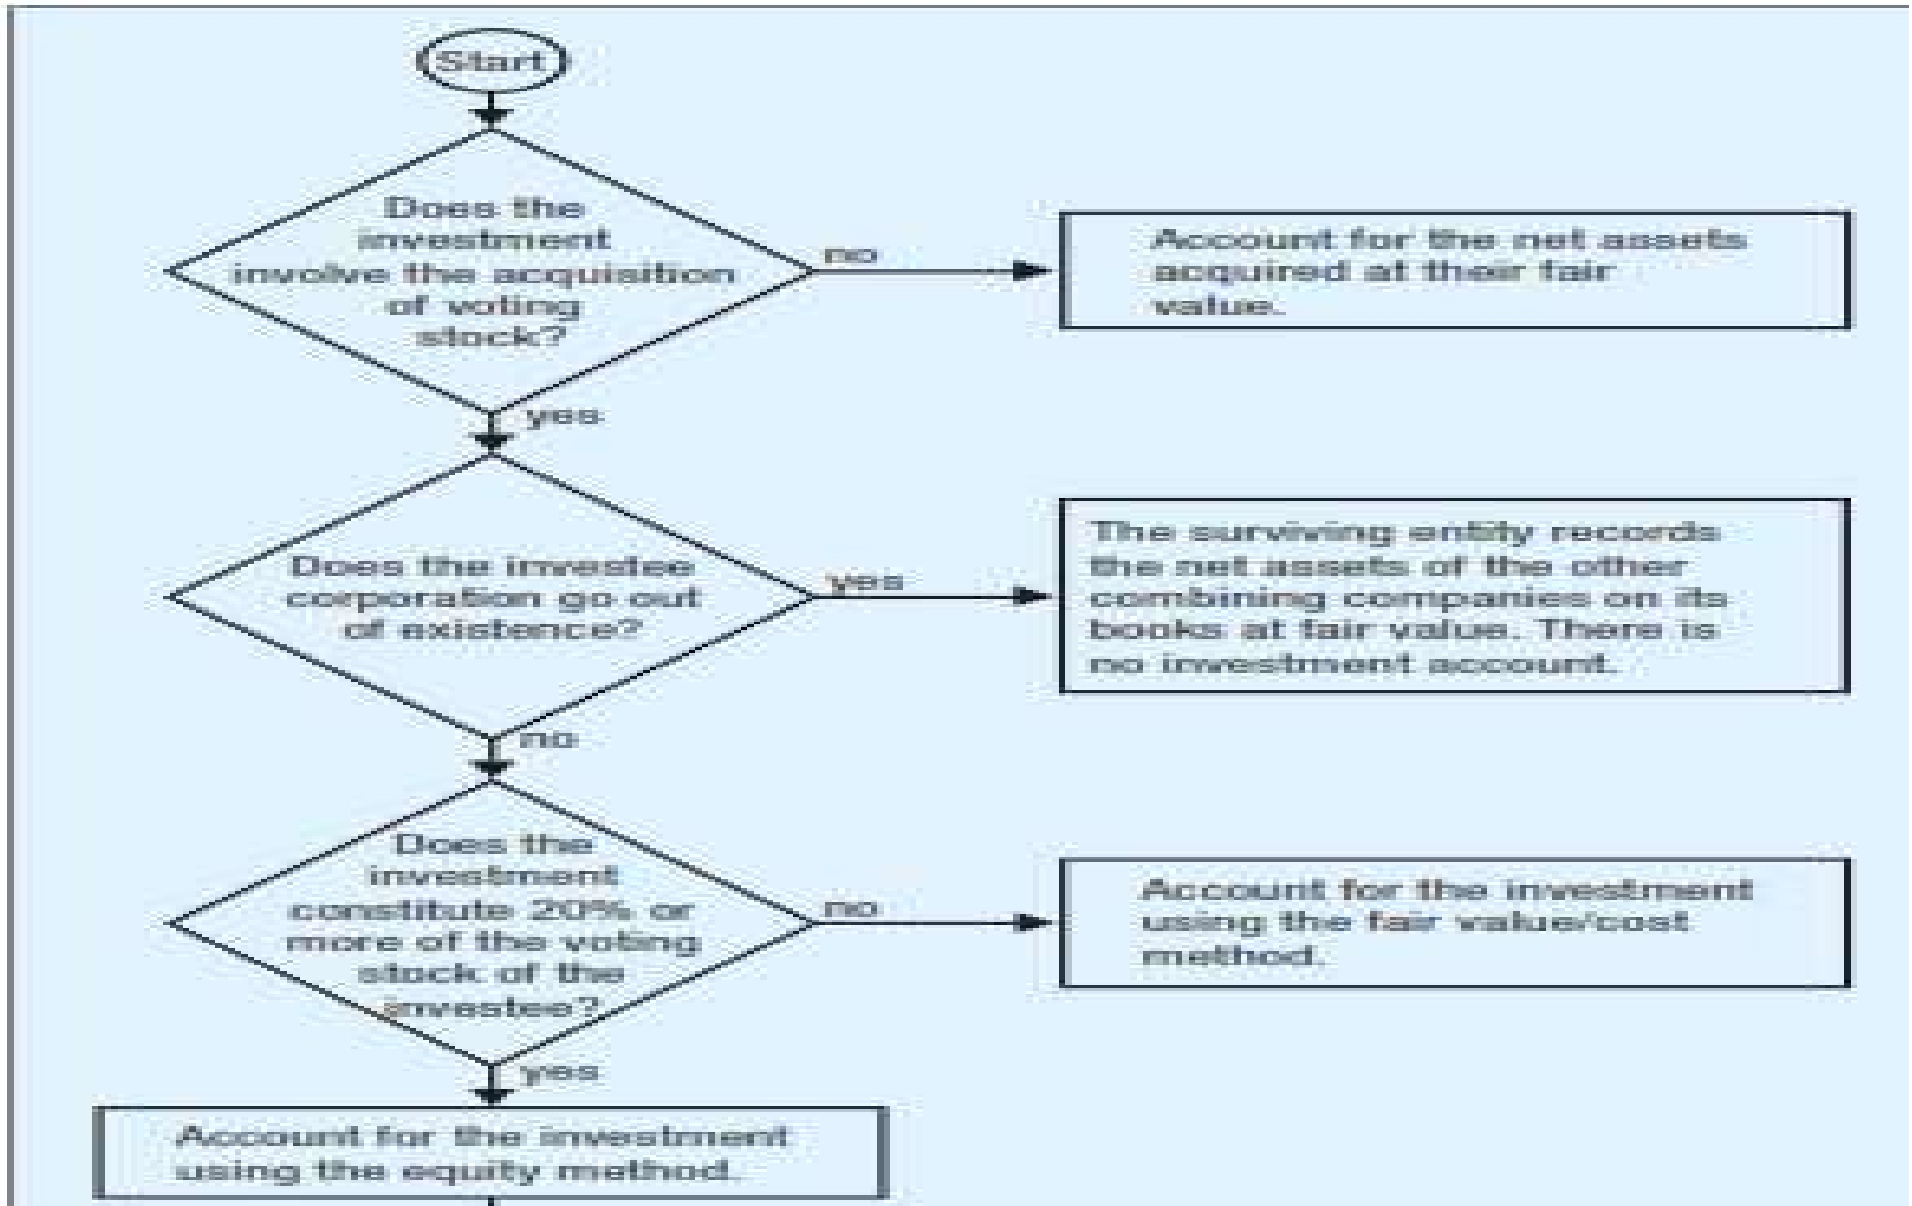 Start
Does the
investment
involve the acquisition
of voting
stock?
no
Account for the net assets
acquired at their fair
value.
yes
Does the investee
corporation go out
of existence?
yes
The surviving entity records
the net assets of the other
combining companies on its
books at fair value. There is
no investment account.
no
Does the
investment
constitute 20% or
more of the voting
stock of the
investee?
no
Account for the investment
using the fair value/cost
method.
yes
Account for the investment
using the equity method.